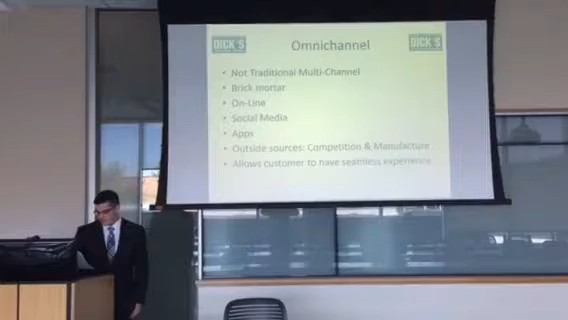 DICK'S
Omnichannel
DICK'S
• Not Traditional Multi-Channel
• Brick mortar
• On-Line
• Social Media
• Apps
• Outside sources: Competition & Manufacture
• Allows customer to have seamless experience